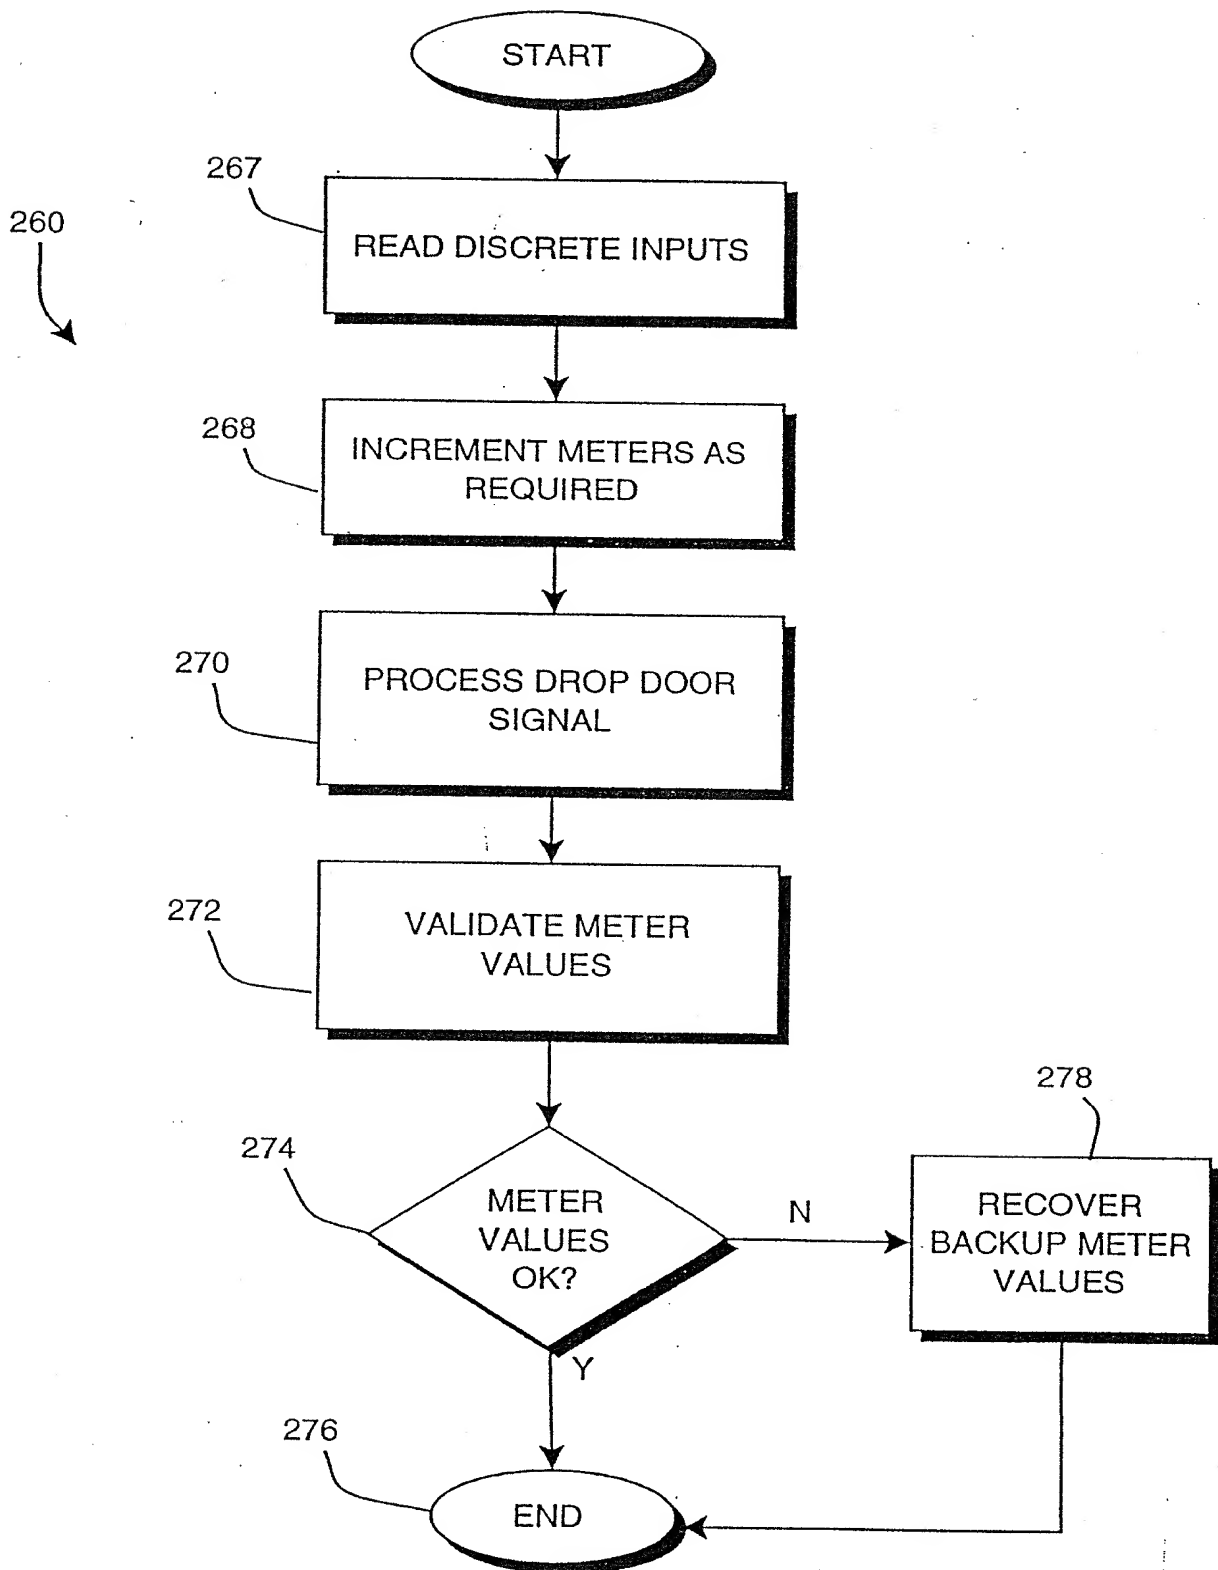 START
267
260
READ DISCRETE INPUTS
268
INCREMENT METERS AS
REQUIRED
270
PROCESS DROP DOOR
SIGNAL
272
VALIDATE METER
VALUES
274
METER
VALUES
OK?
N
278
RECOVER
BACKUP METER
VALUES
Y
276
END